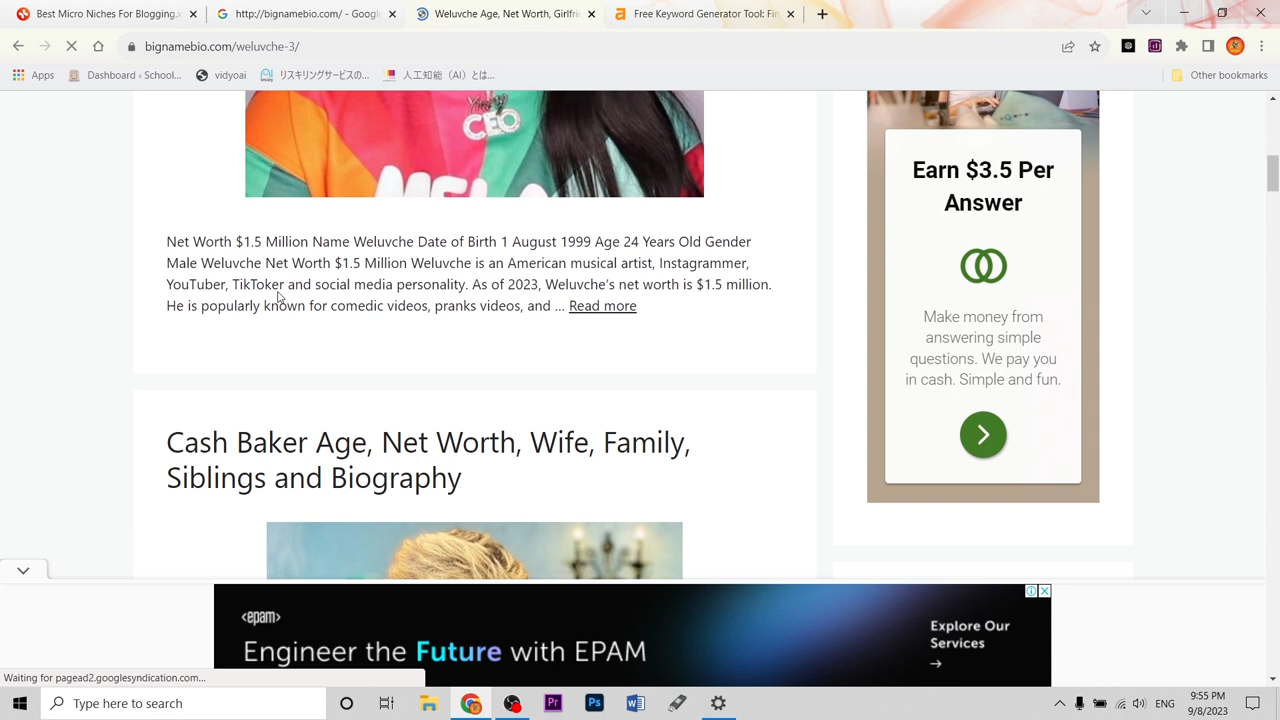 Best Micro Niches For Blogging.
http://bignamebio.com/ - Google
Weluvche Age, Net Worth, Girlfri
Free Keyword Generator Tool: Fin
bignamebio.com/weluvche-3/
Apps
Dashboard ‹ School...
vidyoai
リスキリングサービスの...
人工知能（AI）とは...
Other bookmarks
CEO
Net Worth $1.5 Million Name Weluvche Date of Birth 1 August 1999 Age 24 Years Old Gender
Male Weluvche Net Worth $1.5 Million Weluvche is an American musical artist, Instagrammer,
YouTuber, TikToker and social media personality. As of 2023, Weluvche's net worth is $1.5 million.
He is popularly known for comedic videos, pranks videos, and ... Read more
Cash Baker Age, Net Worth, Wife, Family,
Siblings and Biography
Earn $3.5 Per
Answer
Make money from
answering simple
questions. We pay you
in cash. Simple and fun.
<epam>
Engineer the Future with EPAM
Explore Our
Services
Waiting for pagead2.googlesyndication.com...
Type here to search
ENG
9:55 PM
9/8/2023